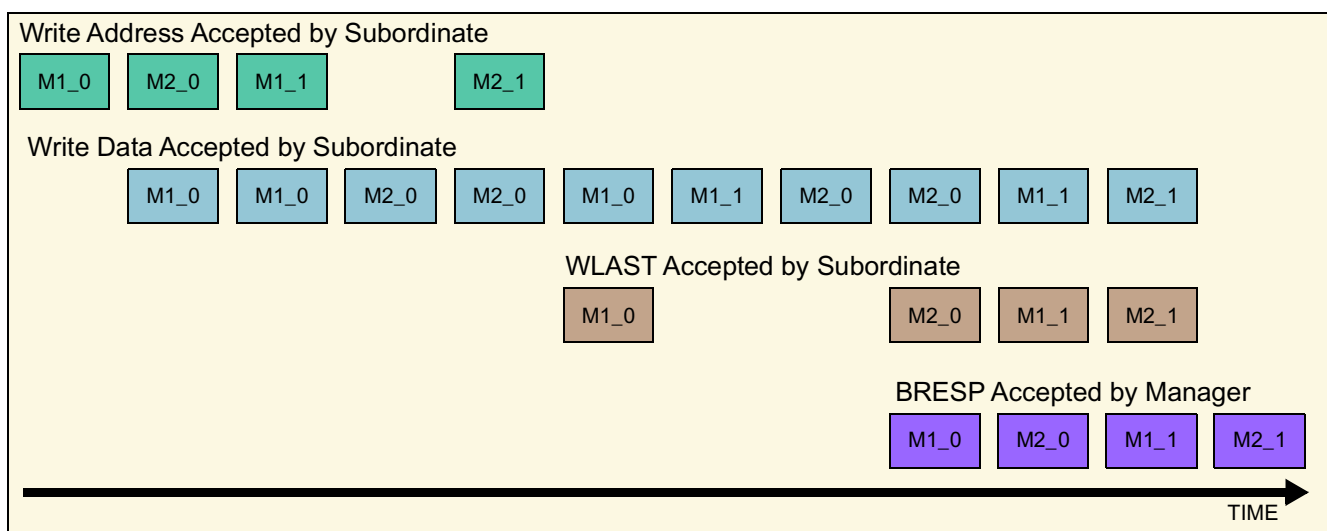 Write Address Accepted by Subordinate
M1_0 M2_0 M1_1 M2_1
Write Data Accepted by Subordinate
M1_0 M1_0 M2_0 M2_0 M1_0 M1_1 M2_0 M2_0 M1_1 M2_1
WLAST Accepted by Subordinate
M1_0 M2_0 M1_1 M2_1
BRESP Accepted by Manager
M1_0 M2_0 M1_1 M2_1
TIME